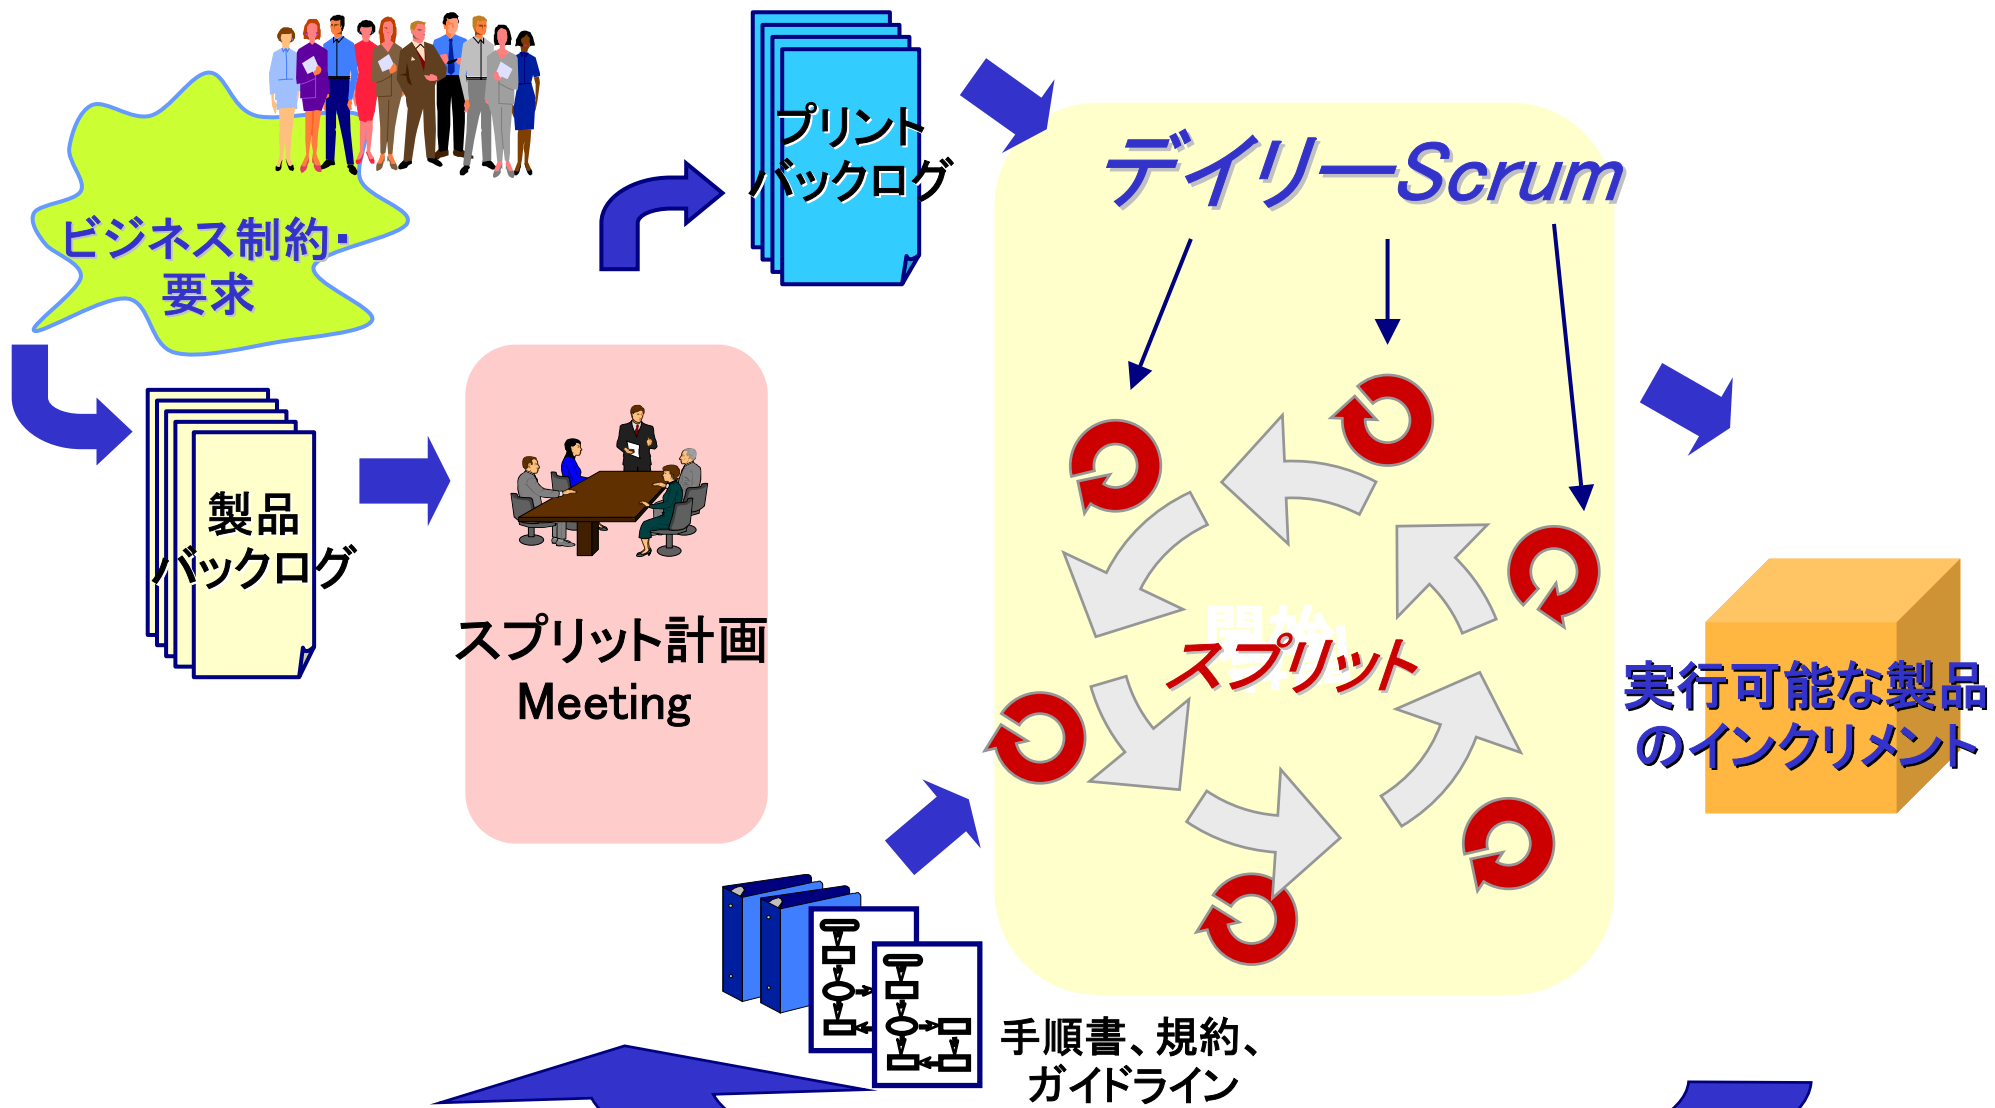 ビジネス制約・
要求
プリント
バックログ
デイリーScrum
製品
バックログ
スプリット計画
Meeting
開始
スプリット
実行可能な製品
のインクリメント
手順書、規約、
ガイドライン